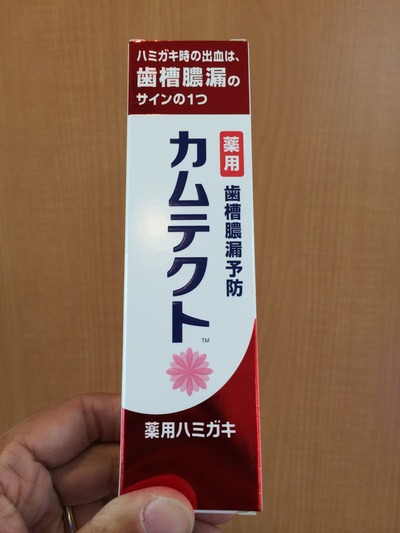 ハミガキ時の出血は、
歯槽膿漏の
サインの1つ
薬用
歯槽膿漏予防
カムテクト™
薬用ハミガキ